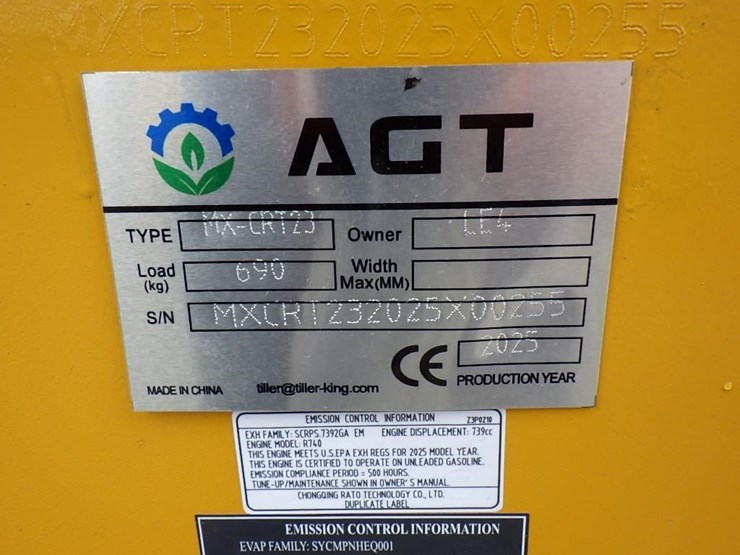 MXCRT232025X00255
AGT
TYPE MX-CRT23 Owner CE4
Load (kg) 690 Width Max(MM)
S/N MXCRT232025X00255
CE 2025
MADE IN CHINA tiller@tiller-king.com PRODUCTION YEAR
EMISSION CONTROL INFORMATION Z3P0210
EXH FAMILY: SCRPS.7392GA EM ENGINE DISPLACEMENT: 739cc
ENGINE MODEL: R740
THIS ENGINE MEETS U.S.EPA EXH REGS FOR 2025 MODEL YEAR.
THIS ENGINE IS CERTIFIED TO OPERATE ON UNLEADED GASOLINE.
EMISSION COMPLIANCE PERIOD = 500 HOURS.
TUNE-UP/MAINTENANCE SHOWN IN OWNER'S MANUAL.
CHONGQING RATO TECHNOLOGY CO., LTD.
DUPLICATE LABEL
EMISSION CONTROL INFORMATION
EVAP FAMILY: SYCMPNHEQ001